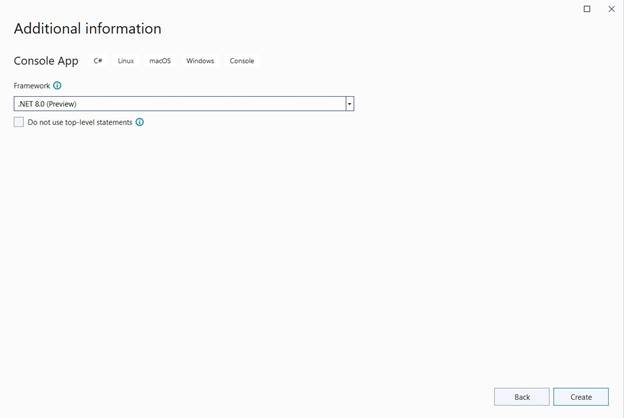 Additional information
Console App C# Linux macOS Windows Console
Framework
.NET 8.0 (Preview)
Do not use top-level statements
Back Create